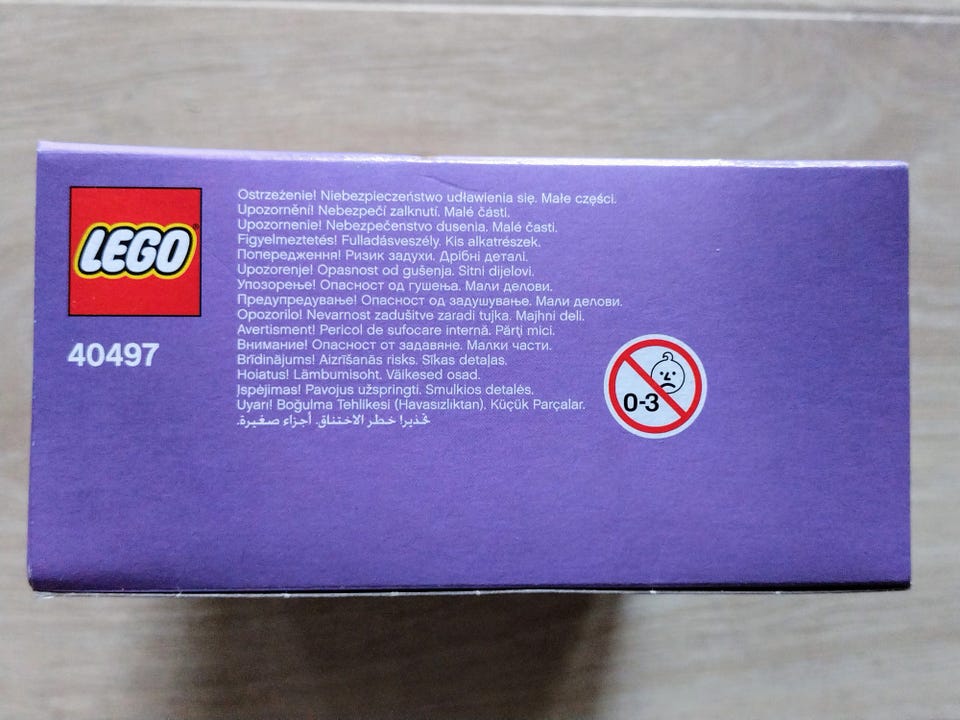 LEGO
40497
Ostrzeżenie! Niebezpieczeństwo udławienia się. Małe części.
Upozornění! Nebezpečí zalknutí. Malé části.
Upozornenie! Nebezpečenstvo dusenia. Malé časti.
Figyelmeztetés! Fulladásveszély. Kis alkatrészek.
Попередження! Ризик задухи. Дрібні деталі.
Upozorenje! Opasnost od gušenja. Sitni dijelovi.
Упозорење! Опасност од гушења. Мали делови.
Предупредување! Опасност од задушување. Мали делови.
Opozorilo! Nevarnost zadušitve zaradi tujka. Majhni deli.
Avertisment! Pericol de sufocare internă. Părţi mici.
Внимание! Опасност от задавяне. Малки части.
Brīdinājums! Aizrīšanās risks. Sīkas detaļas.
Hoiatus! Lämbumisoht. Väikesed osad.
Įspėjimas! Pavojus užspringti. Smulkios detalės.
Uyarı! Boğulma Tehlikesi (Havasızlıktan). Küçük Parçalar.
تحذير! خطر الاختناق. أجزاء صغيرة.
0-3